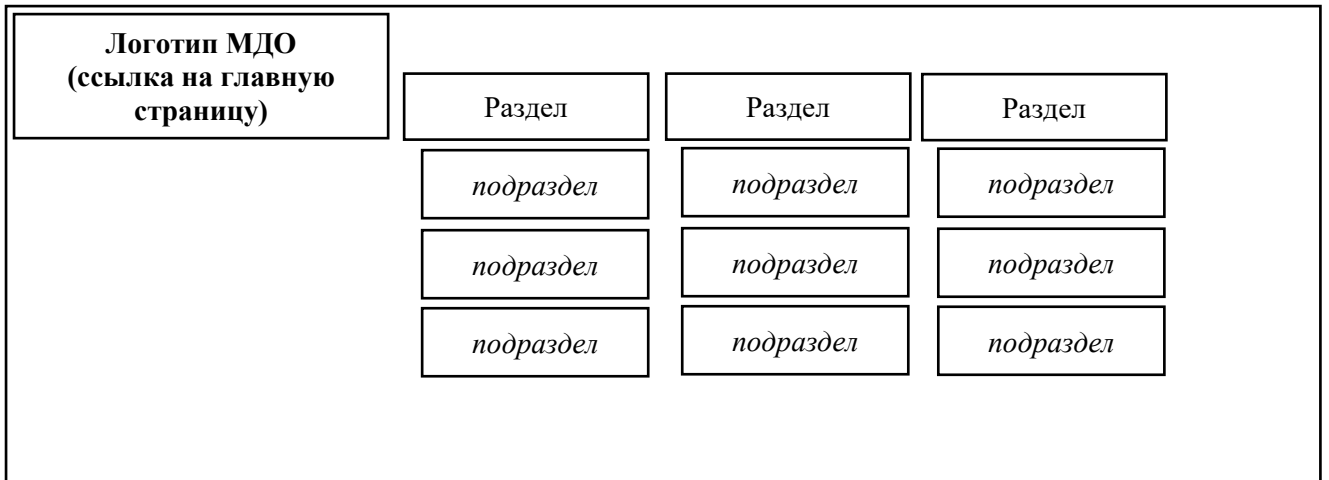 Логотип МДО
(ссылка на главную
страницу)
Раздел
Раздел
Раздел
подраздел
подраздел
подраздел
подраздел
подраздел
подраздел
подраздел
подраздел
подраздел